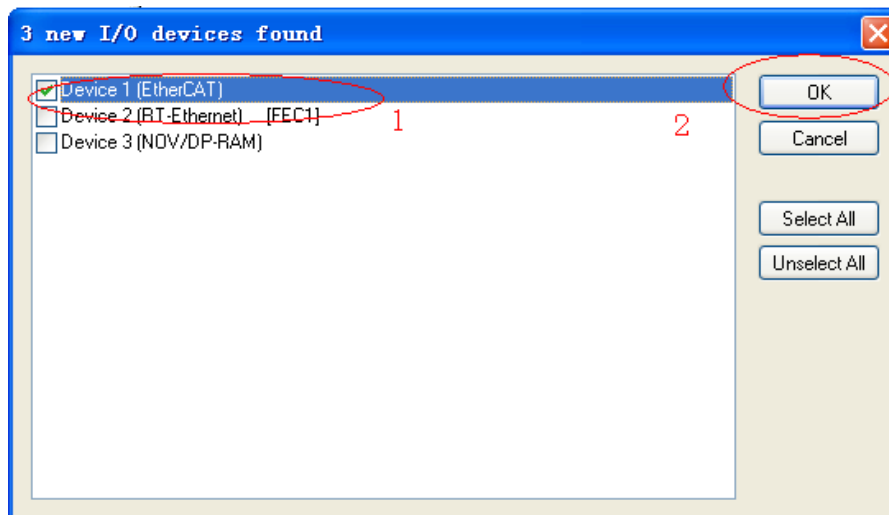 3 new I/O devices found
Device 1 (EtherCAT)
Device 2 (RT-Ethernet) [FEC1]
Device 3 (NOV/DP-RAM)
1
2
OK
Cancel
Select All
Unselect All